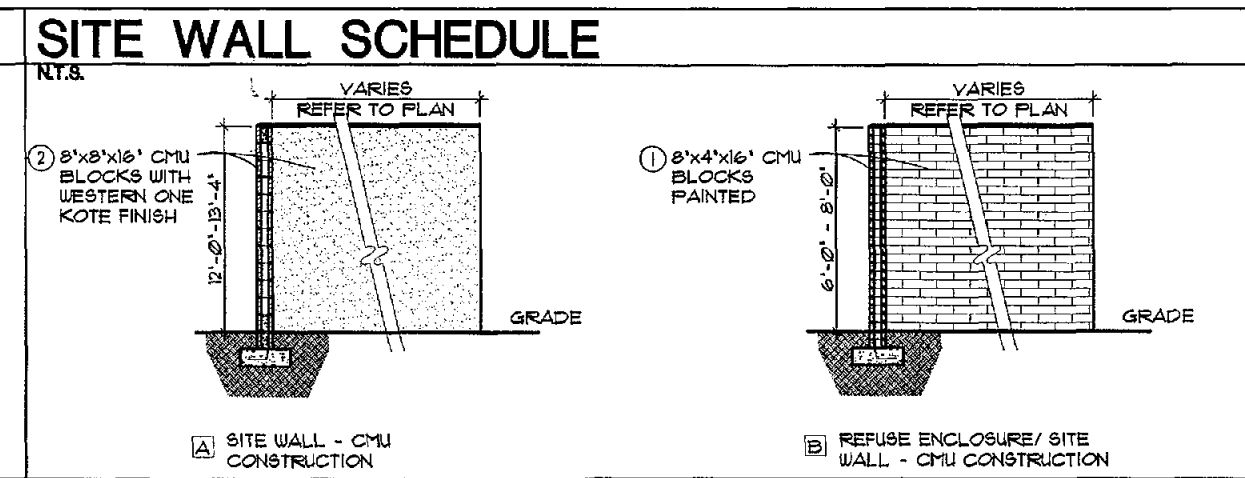 SITE WALL SCHEDULE
N.T.S.
VARIES
REFER TO PLAN
2 8"x8"x16" CMU
BLOCKS WITH
WESTERN ONE
KOTE FINISH
12'-0"-13'-4"
GRADE
A SITE WALL - CMU
CONSTRUCTION
VARIES
REFER TO PLAN
1 8"x4"x16" CMU
BLOCKS
PAINTED
6'-0" - 8'-0"
GRADE
B REFUSE ENCLOSURE/ SITE
WALL - CMU CONSTRUCTION